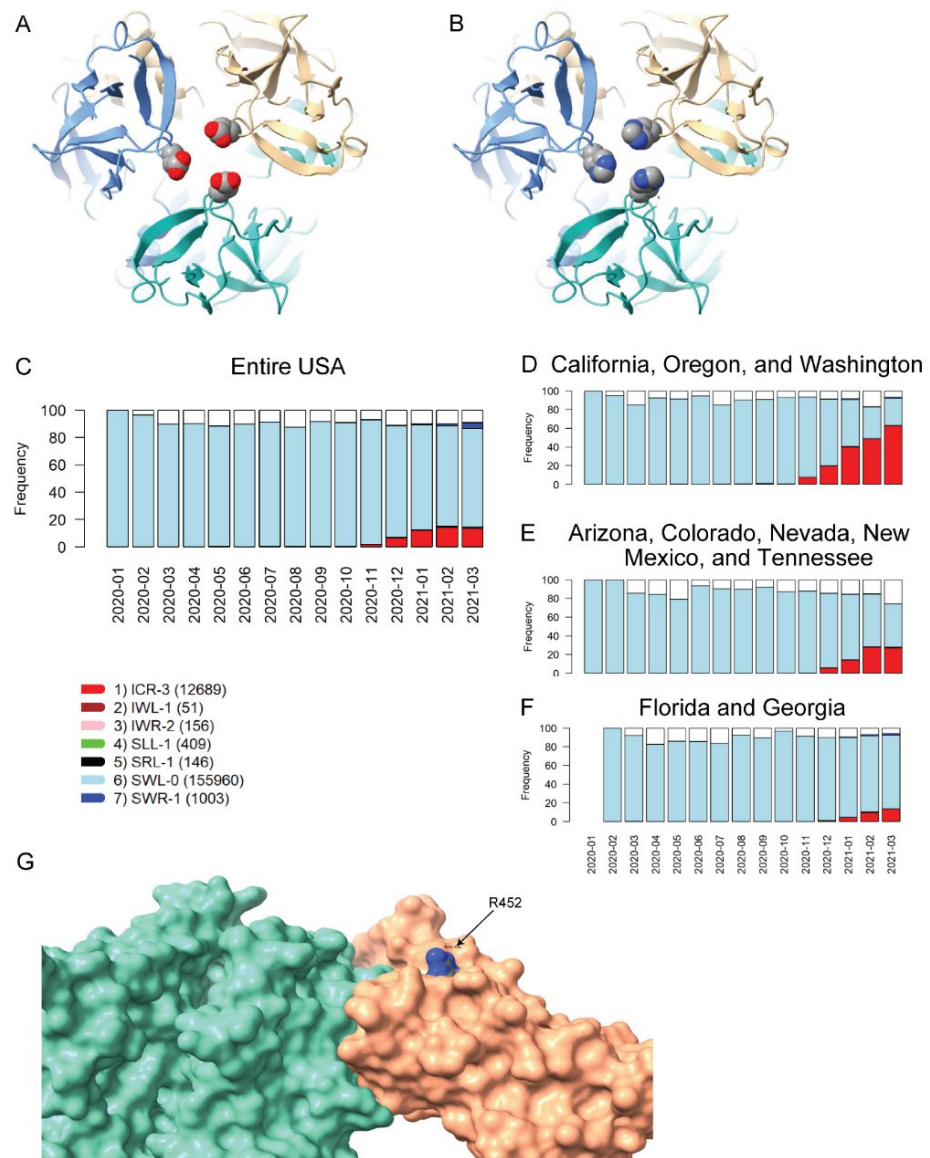 A
B
C
Entire USA
Frequency
100
80
60
40
20
0
2020-01
2020-02
2020-03
2020-04
2020-05
2020-06
2020-07
2020-08
2020-09
2020-10
2020-11
2020-12
2021-01
2021-02
2021-03
1) ICR-3 (12689)
2) IWL-1 (51)
3) IWR-2 (156)
4) SLL-1 (409)
5) SRL-1 (146)
6) SWL-0 (155960)
7) SWR-1 (1003)
D
California, Oregon, and Washington
Frequency
100
80
60
40
20
0
E
Arizona, Colorado, Nevada, New
Mexico, and Tennessee
Frequency
100
80
60
40
20
0
F
Florida and Georgia
Frequency
100
80
60
40
20
0
2020-01
2020-02
2020-03
2020-04
2020-05
2020-06
2020-07
2020-08
2020-09
2020-10
2020-11
2020-12
2021-01
2021-02
2021-03
G
R452